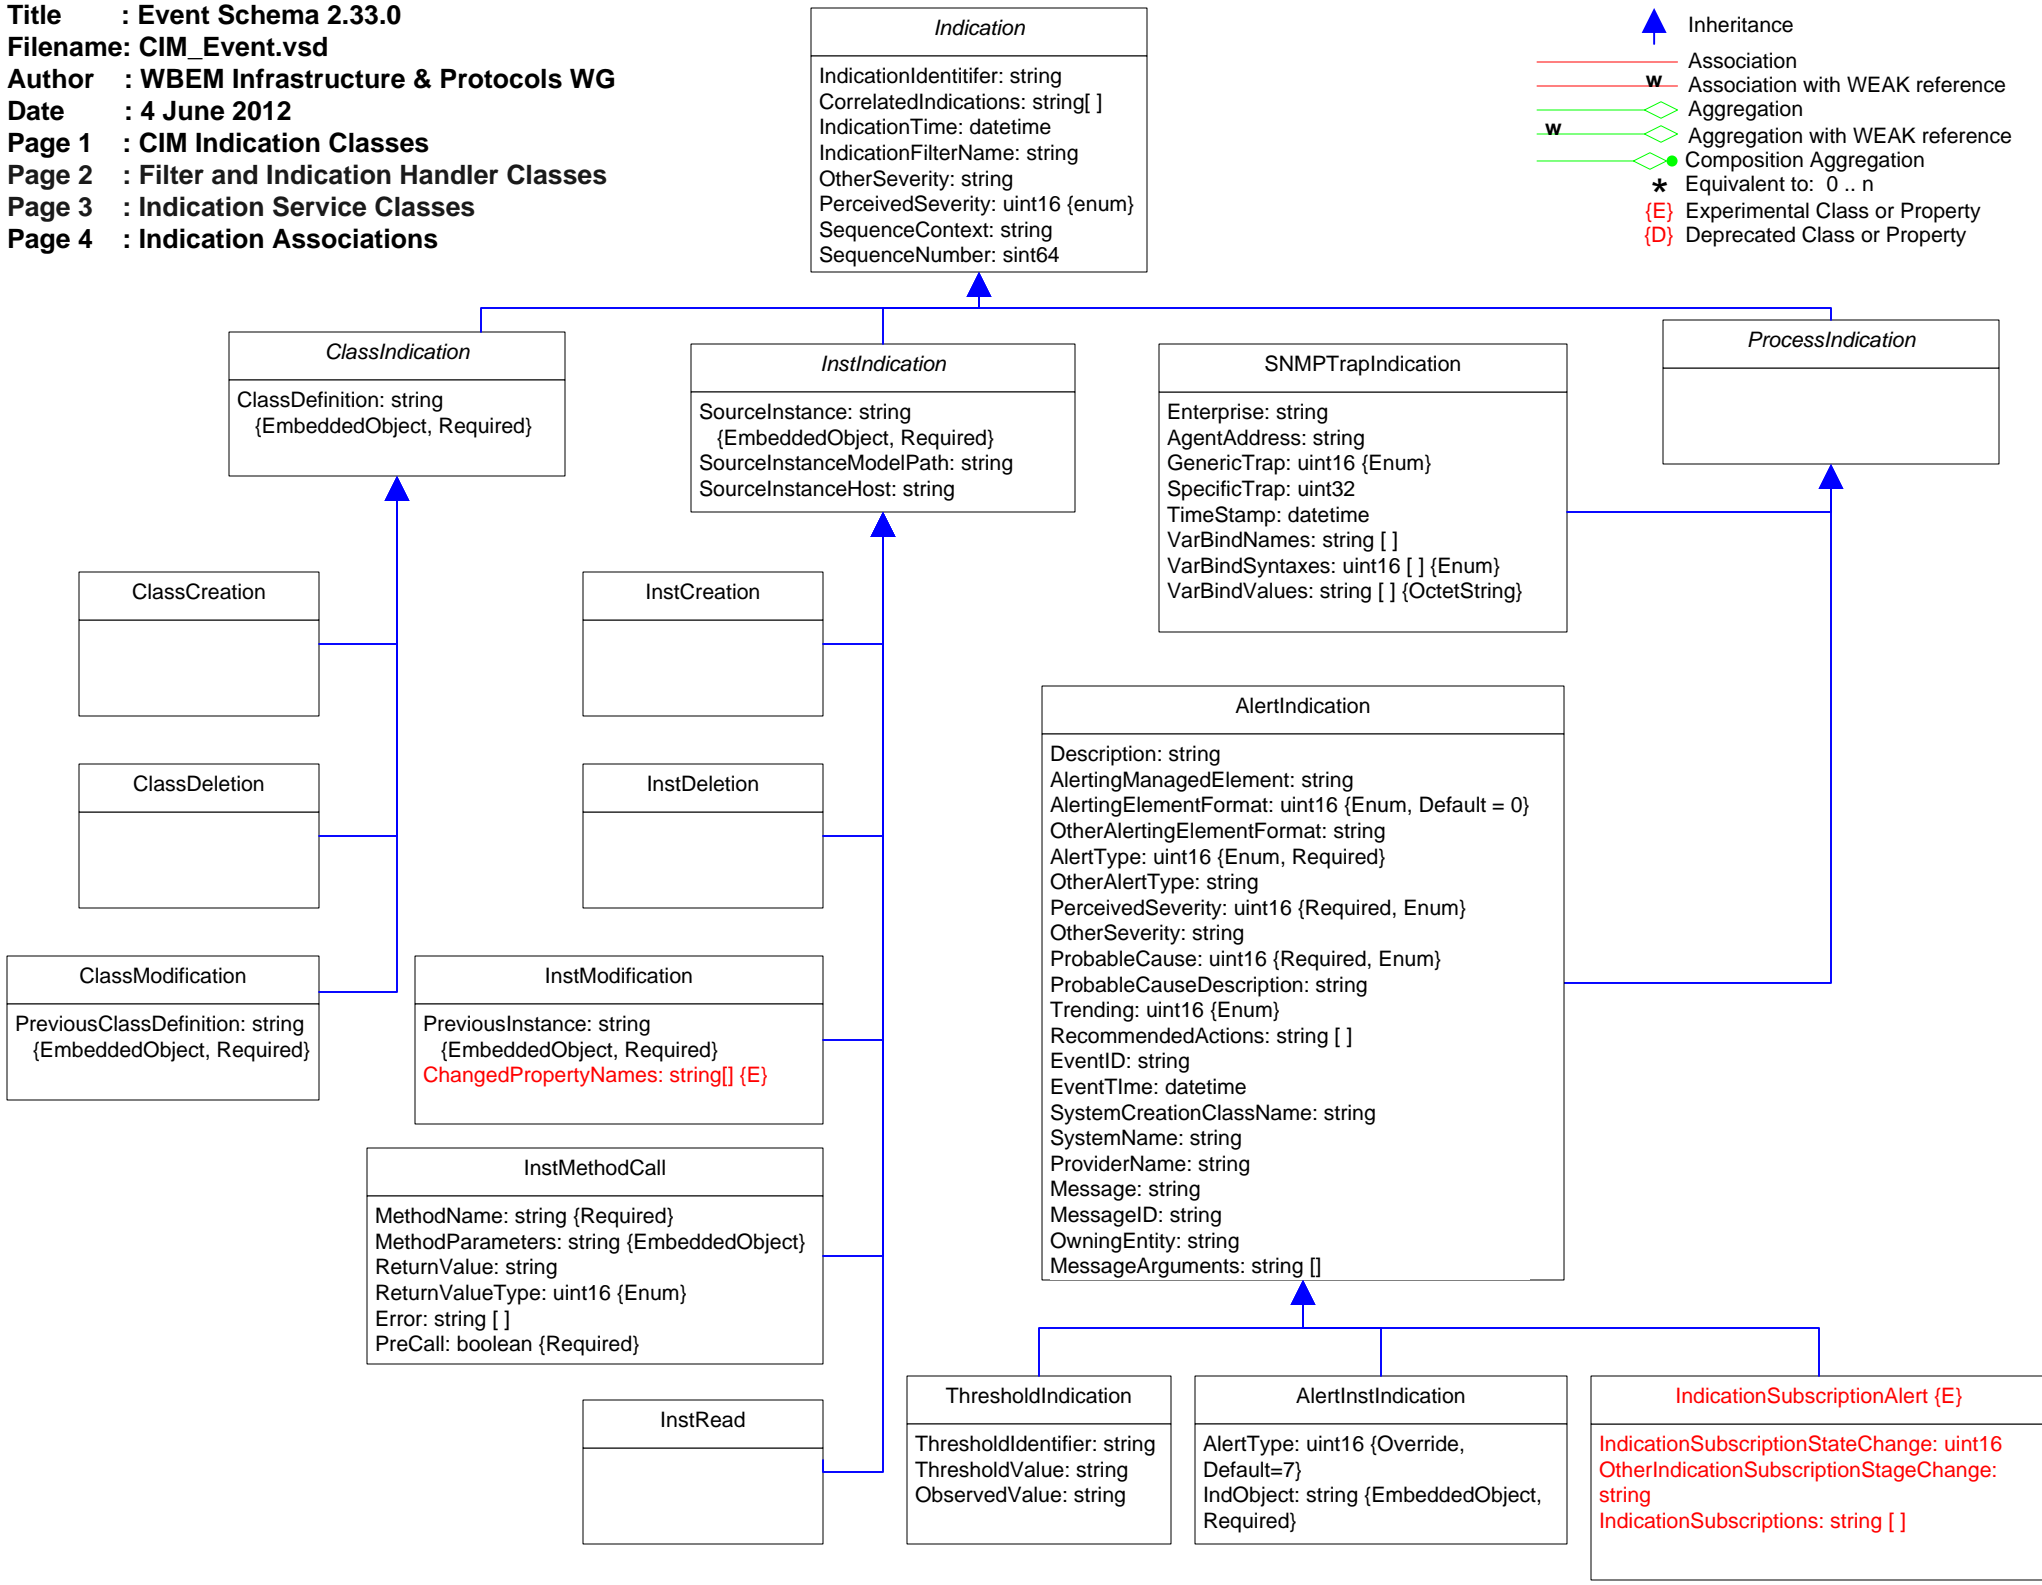 Title : Event Schema 2.33.0
Filename: CIM_Event.vsd
Author : WBEM Infrastructure & Protocols WG
Date : 4 June 2012
Page 1 : CIM Indication Classes
Page 2 : Filter and Indication Handler Classes
Page 3 : Indication Service Classes
Page 4 : Indication Associations
Indication
IndicationIdentitifer: string
CorrelatedIndications: string[ ]
IndicationTime: datetime
IndicationFilterName: string
OtherSeverity: string
PerceivedSeverity: uint16 {enum}
SequenceContext: string
SequenceNumber: sint64
Inheritance
Association
w Association with WEAK reference
Aggregation
w Aggregation with WEAK reference
Composition Aggregation
* Equivalent to: 0 .. n
{E} Experimental Class or Property
{D} Deprecated Class or Property
ClassIndication
ClassDefinition: string
{EmbeddedObject, Required}
InstIndication
SourceInstance: string
{EmbeddedObject, Required}
SourceInstanceModelPath: string
SourceInstanceHost: string
SNMPTrapIndication
Enterprise: string
AgentAddress: string
GenericTrap: uint16 {Enum}
SpecificTrap: uint32
TimeStamp: datetime
VarBindNames: string [ ]
VarBindSyntaxes: uint16 [ ] {Enum}
VarBindValues: string [ ] {OctetString}
ProcessIndication
ClassCreation
InstCreation
ClassDeletion
InstDeletion
AlertIndication
Description: string
AlertingManagedElement: string
AlertingElementFormat: uint16 {Enum, Default = 0}
OtherAlertingElementFormat: string
AlertType: uint16 {Enum, Required}
OtherAlertType: string
PerceivedSeverity: uint16 {Required, Enum}
OtherSeverity: string
ProbableCause: uint16 {Required, Enum}
ProbableCauseDescription: string
Trending: uint16 {Enum}
RecommendedActions: string [ ]
EventID: string
EventTIme: datetime
SystemCreationClassName: string
SystemName: string
ProviderName: string
Message: string
MessageID: string
OwningEntity: string
MessageArguments: string []
ClassModification
PreviousClassDefinition: string
{EmbeddedObject, Required}
InstModification
PreviousInstance: string
{EmbeddedObject, Required}
ChangedPropertyNames: string[] {E}
InstMethodCall
MethodName: string {Required}
MethodParameters: string {EmbeddedObject}
ReturnValue: string
ReturnValueType: uint16 {Enum}
Error: string [ ]
PreCall: boolean {Required}
InstRead
ThresholdIndication
ThresholdIdentifier: string
ThresholdValue: string
ObservedValue: string
AlertInstIndication
AlertType: uint16 {Override,
Default=7}
IndObject: string {EmbeddedObject,
Required}
IndicationSubscriptionAlert {E}
IndicationSubscriptionStateChange: uint16
OtherIndicationSubscriptionStageChange:
string
IndicationSubscriptions: string [ ]